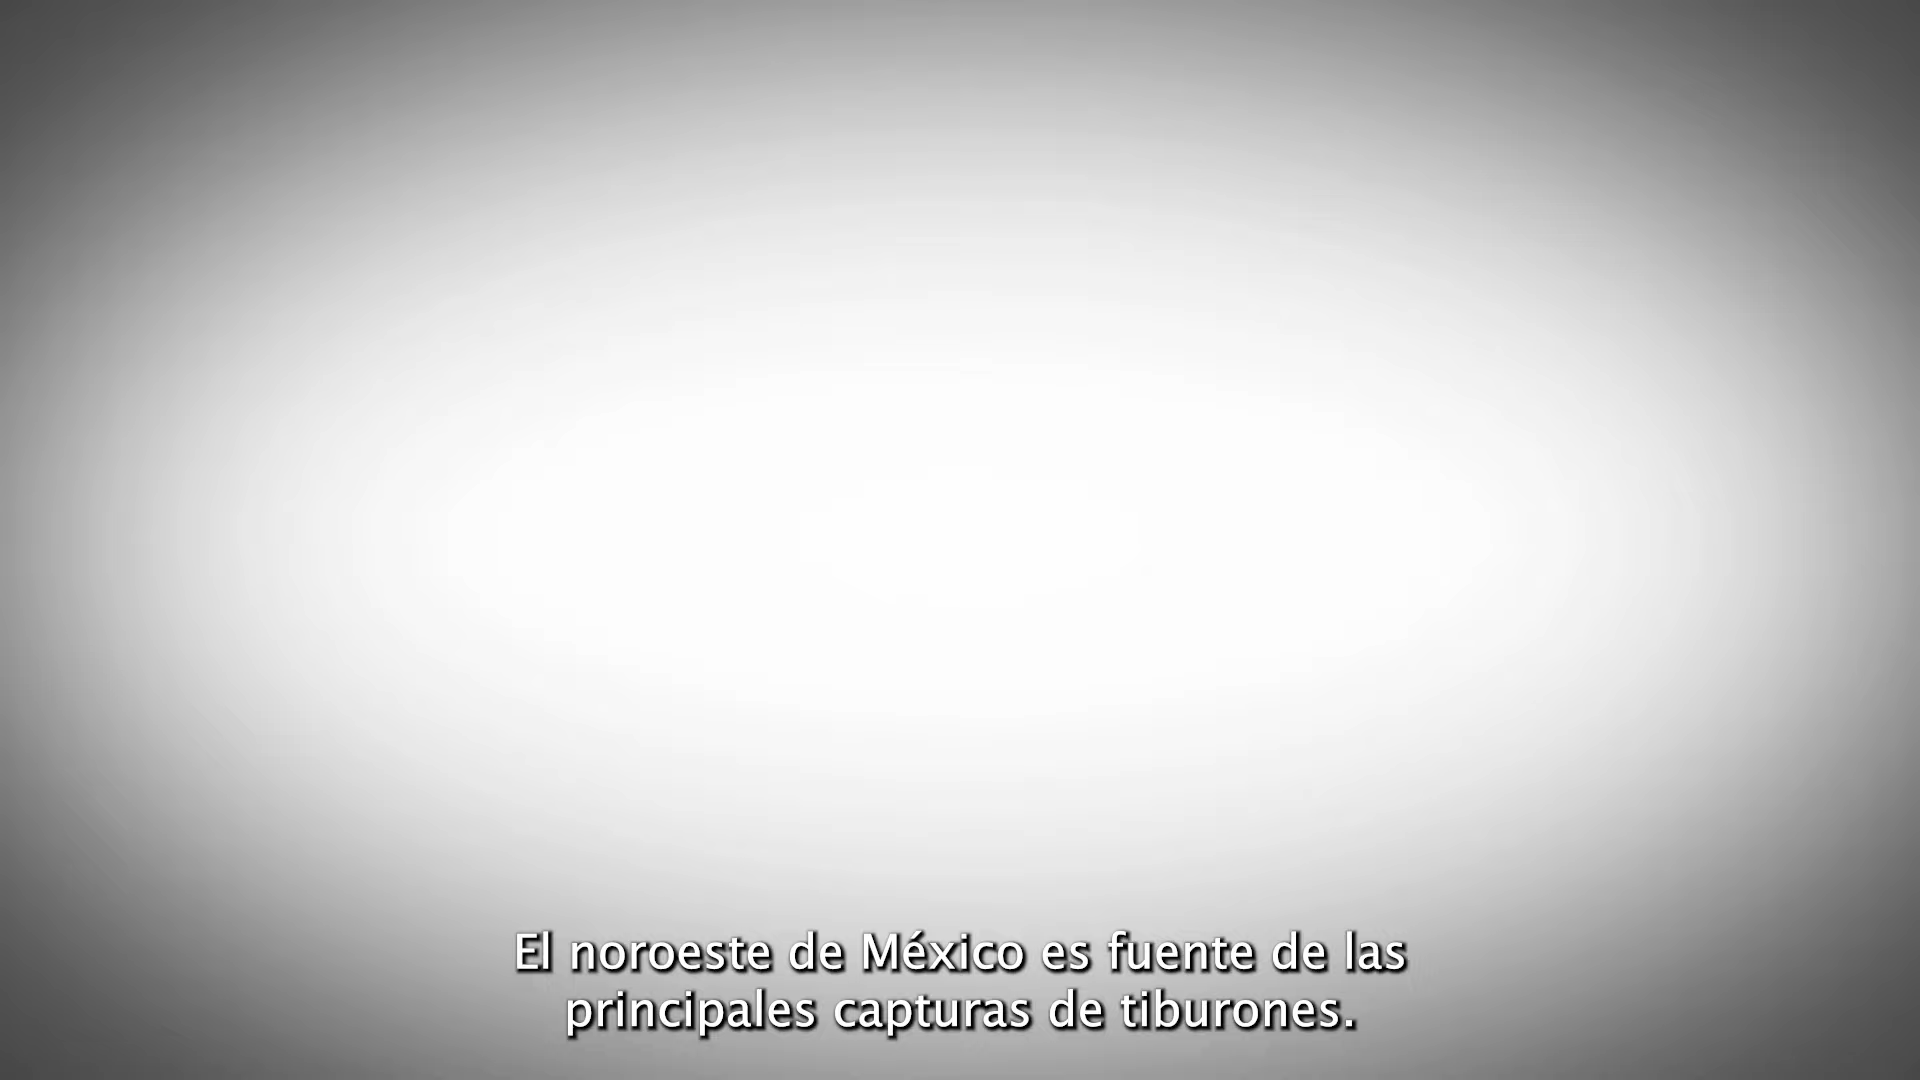 El noroeste de México es fuente de las
principales capturas de tiburones.